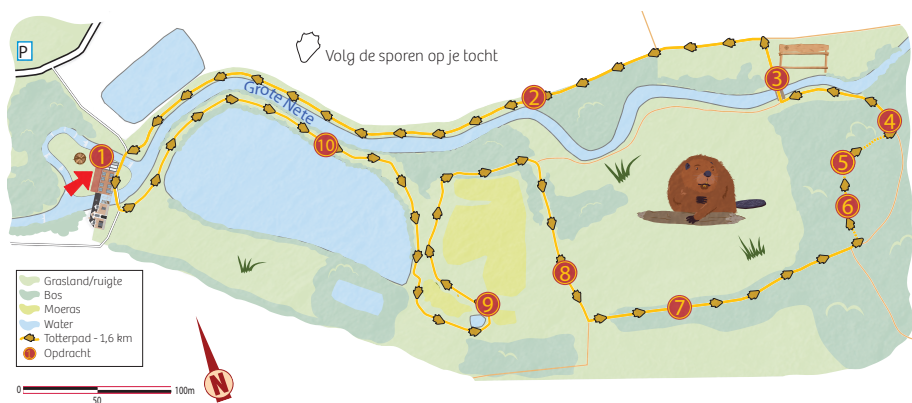 P
Volg de sporen op je tocht
Grote Nete
1
2
3
4
5
6
7
8
9
10
Grasland/ruigte
Bos
Moeras
Water
Totterpad - 1,6 km
1 Opdracht
0 50 100m
N